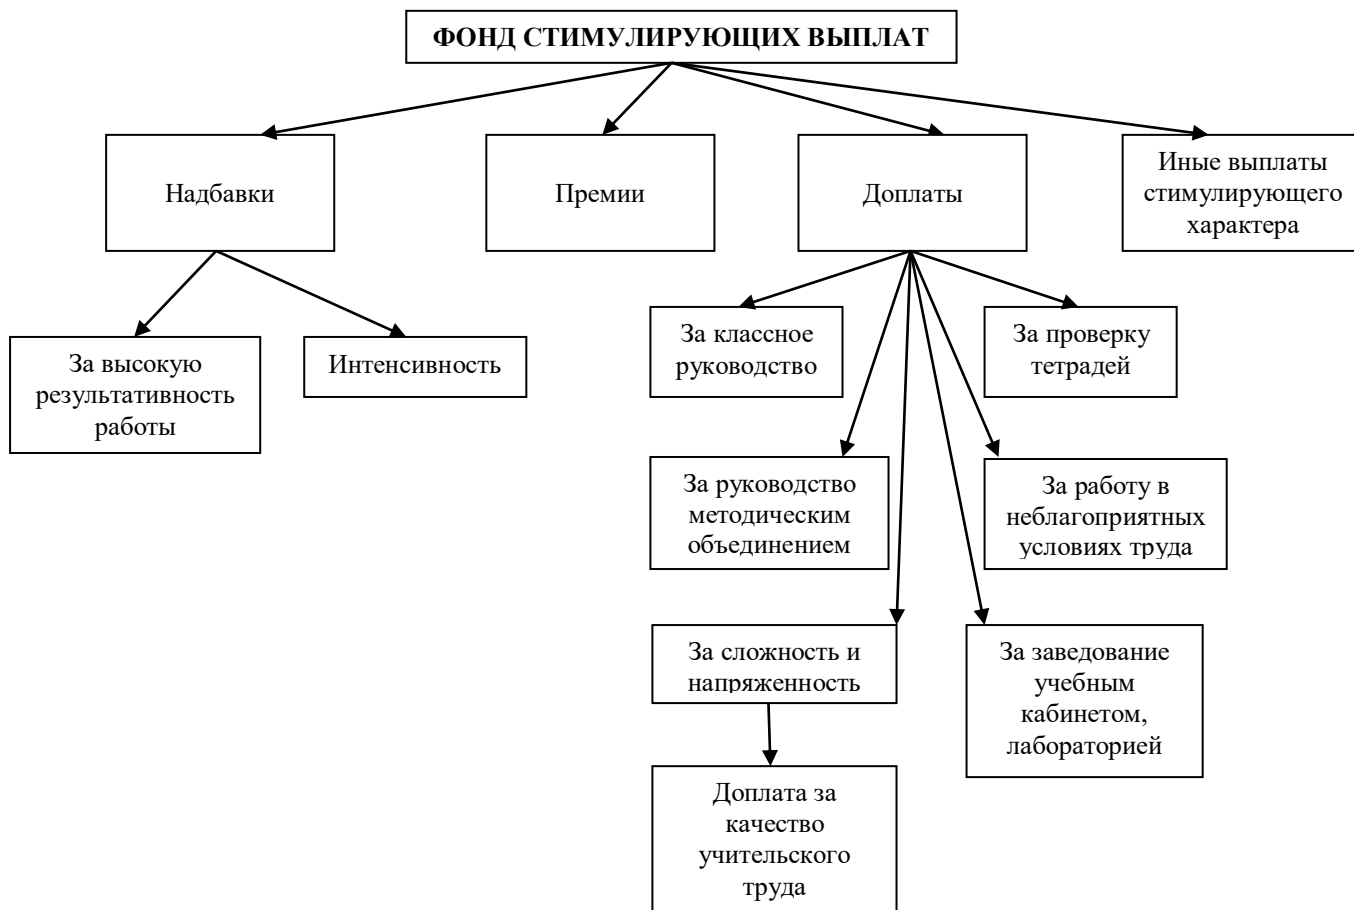 ФОНД СТИМУЛИРУЮЩИХ ВЫПЛАТ
Надбавки
Премии
Доплаты
Иные выплаты
стимулирующего
характера
За высокую
результативность
работы
Интенсивность
За классное
руководство
За проверку
тетрадей
За руководство
методическим
объединением
За работу в
неблагоприятных
условиях труда
За сложность и
напряженность
За заведование
учебным
кабинетом,
лабораторией
Доплата за
качество
учительского
труда